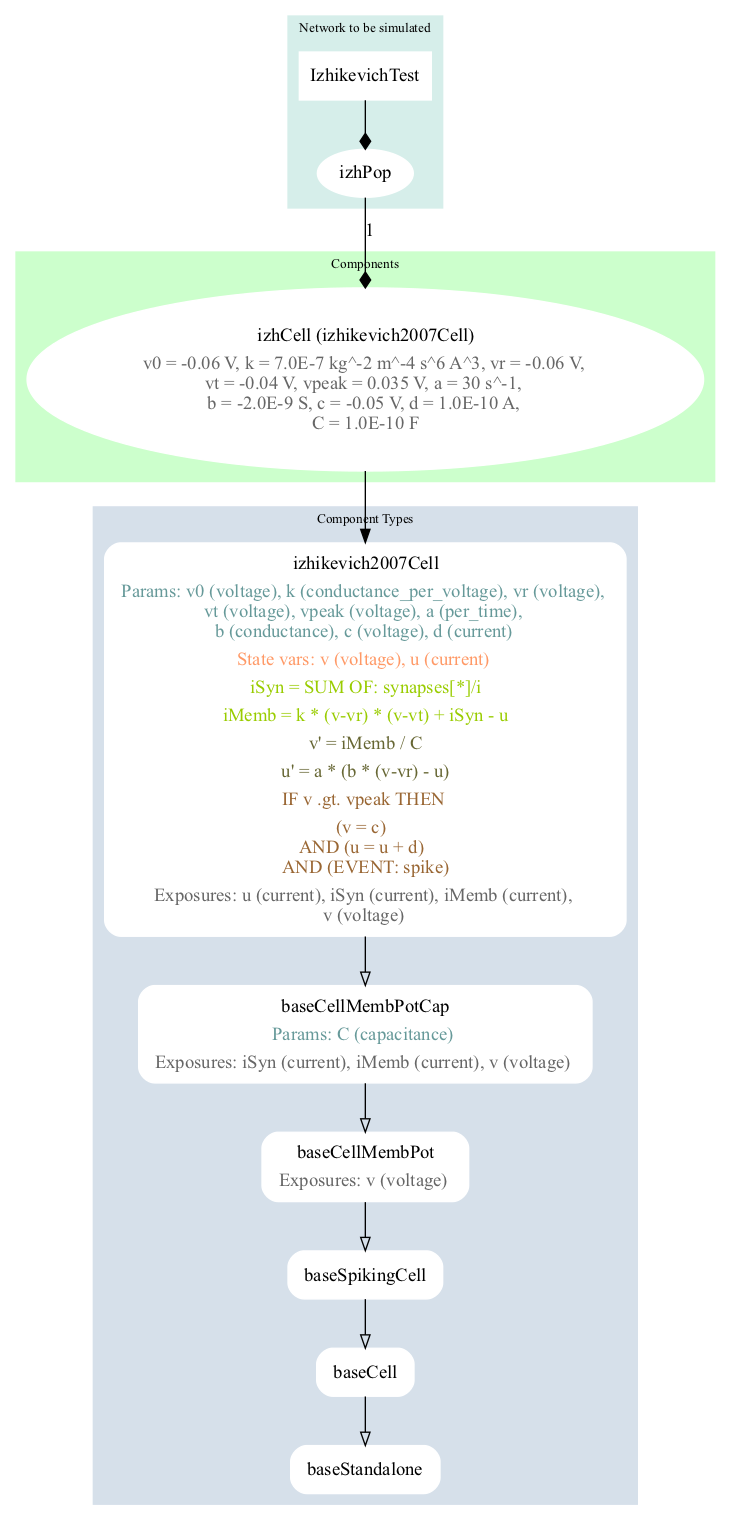 Network to be simulated
IzhikevichTest
izhPop
1
Components
izhCell (izhikevich2007Cell)
v0 = -0.06 V, k = 7.0E-7 kg^-2 m^-4 s^6 A^3, vr = -0.06 V,
vt = -0.04 V, vpeak = 0.035 V, a = 30 s^-1,
b = -2.0E-9 S, c = -0.05 V, d = 1.0E-10 A,
C = 1.0E-10 F
Component Types
izhikevich2007Cell
Params: v0 (voltage), k (conductance_per_voltage), vr (voltage),
vt (voltage), vpeak (voltage), a (per_time),
b (conductance), c (voltage), d (current)
State vars: v (voltage), u (current)
iSyn = SUM OF: synapses[*]/i
iMemb = k * (v-vr) * (v-vt) + iSyn - u
v' = iMemb / C
u' = a * (b * (v-vr) - u)
IF v .gt. vpeak THEN
(v = c)
AND (u = u + d)
AND (EVENT: spike)
Exposures: u (current), iSyn (current), iMemb (current),
v (voltage)
baseCellMembPotCap
Params: C (capacitance)
Exposures: iSyn (current), iMemb (current), v (voltage)
baseCellMembPot
Exposures: v (voltage)
baseSpikingCell
baseCell
baseStandalone